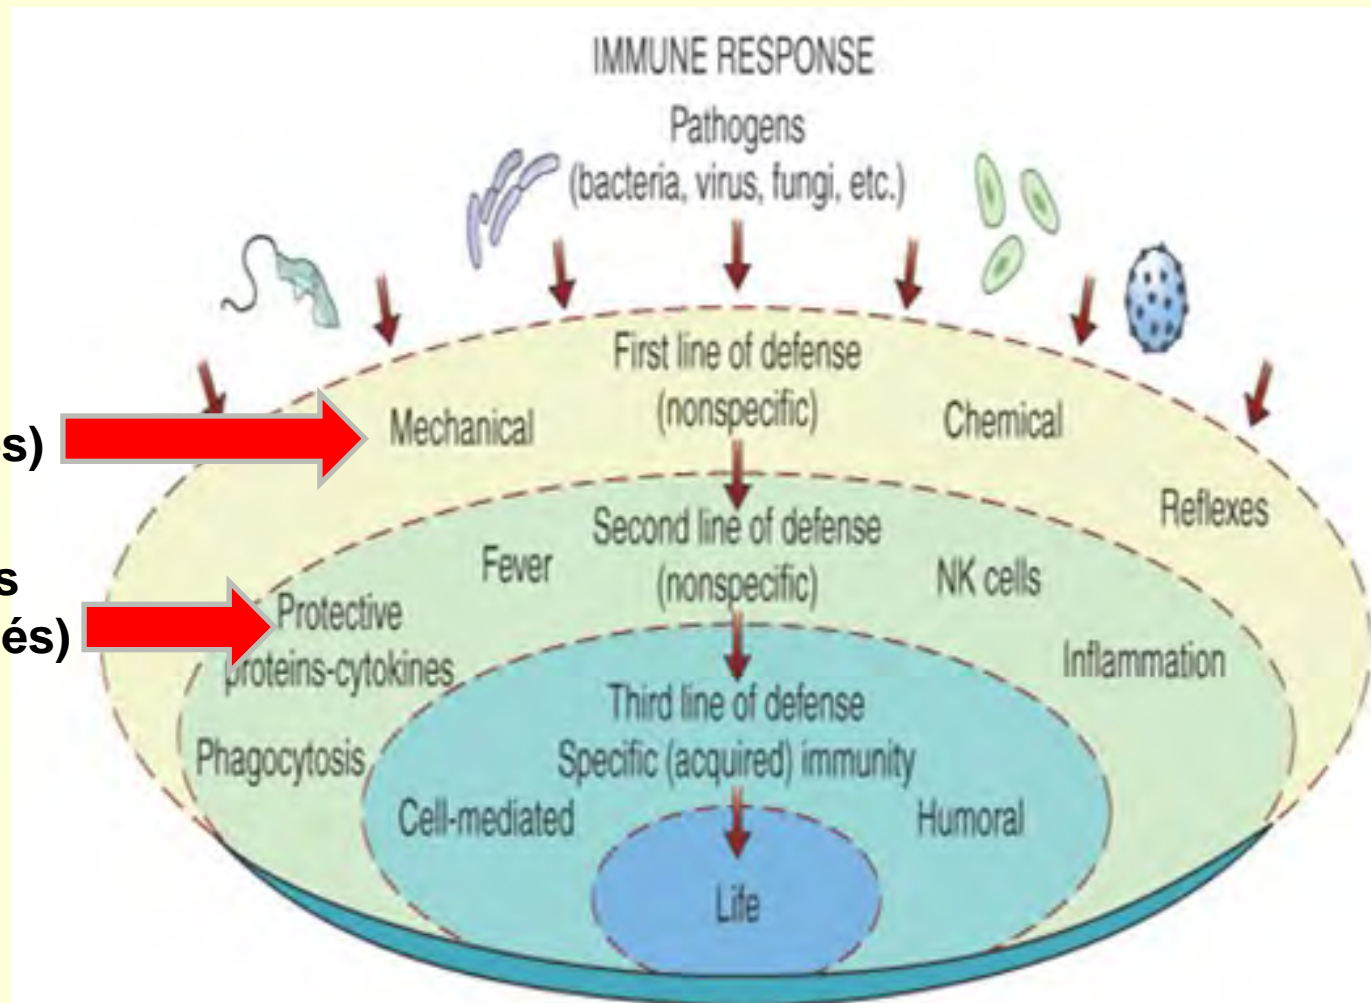 IMMUNE RESPONSE
Pathogens
(bacteria, virus, fungi, etc.)
First line of defense
(nonspecific)
Mechanical
Chemical
Reflexes
Second line of defense
(nonspecific)
Fever
NK cells
Protective
proteins-cytokines
Inflammation
Phagocytosis
Third line of defense
Specific (acquired) immunity
Cell-mediated
Humoral
Life